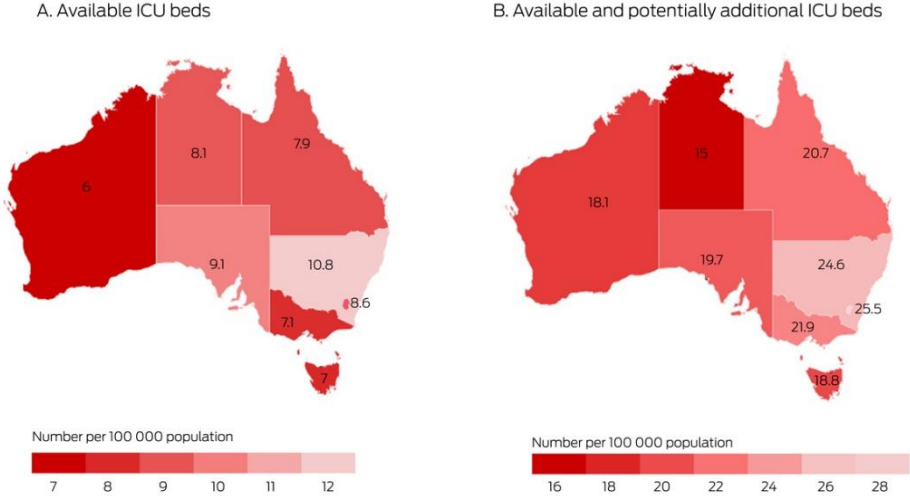 A. Available ICU beds
6
8.1
7.9
9.1
10.8
8.6
7.1
7
Number per 100 000 population
7 8 9 10 11 12
B. Available and potentially additional ICU beds
18.1
15
20.7
19.7
24.6
25.5
21.9
18.8
Number per 100 000 population
16 18 20 22 24 26 28